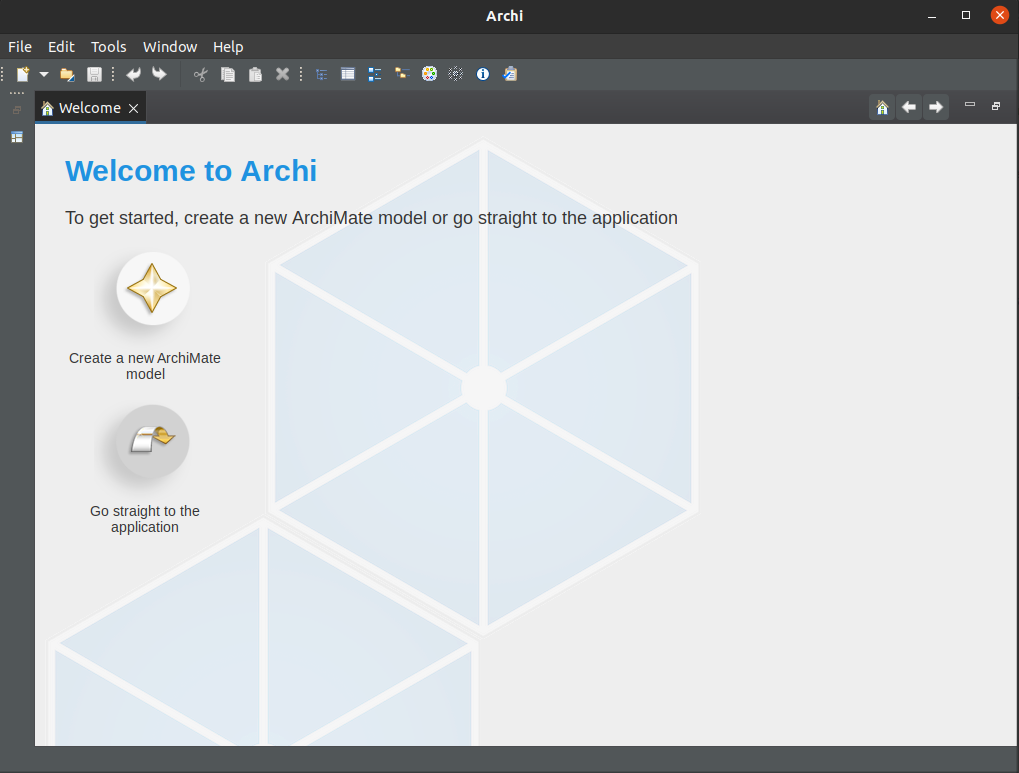 Archi
File Edit Tools Window Help
Welcome
Welcome to Archi
To get started, create a new ArchiMate model or go straight to the application
Create a new ArchiMate
model
Go straight to the
application